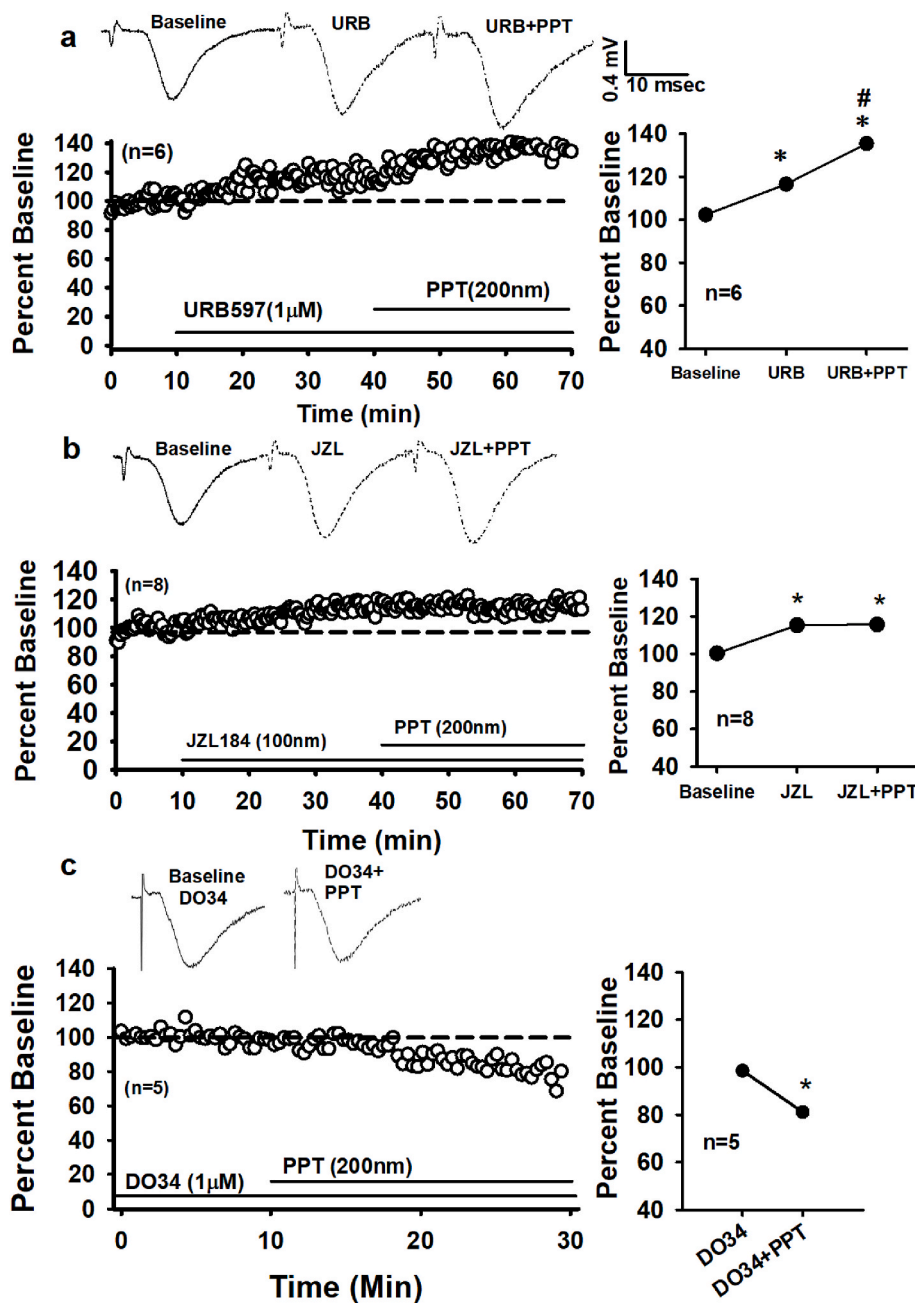 a
Baseline URB URB+PPT
0.4 mV
10 msec
Percent Baseline
140
120
100
80
60
40
20
0
(n=6)
URB597(1μM)
PPT(200nm)
0 10 20 30 40 50 60 70
Time (min)
Percent Baseline
140
120
100
80
60
40
*
#
*
n=6
Baseline URB URB+PPT
b
Baseline JZL JZL+PPT
Percent Baseline
140
120
100
80
60
40
20
0
(n=8)
JZL184 (100nm)
PPT (200nm)
0 10 20 30 40 50 60 70
Time (min)
Percent Baseline
140
120
100
80
60
40
* *
n=8
Baseline JZL JZL+PPT
c
Baseline
DO34
DO34+
PPT
Percent Baseline
140
120
100
80
60
40
20
0
(n=5)
DO34 (1μM)
PPT (200nm)
0 10 20 30
Time (Min)
Percent Baseline
140
120
100
80
60
40
*
n=5
DO34
DO34+PPT